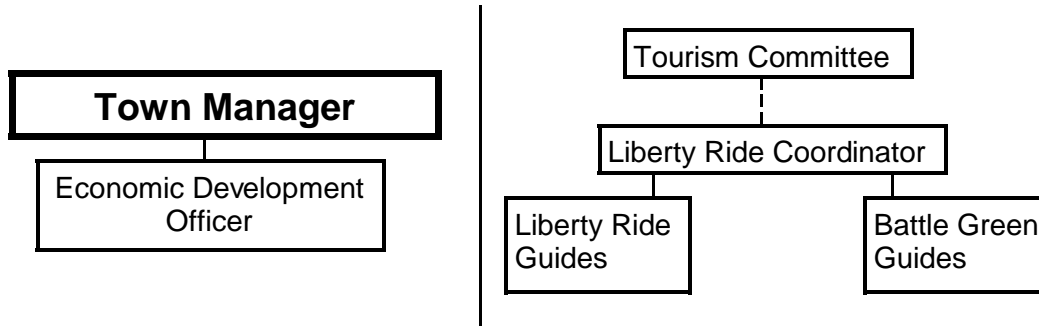 Town Manager
Economic Development
Officer
Tourism Committee
Liberty Ride Coordinator
Liberty Ride
Guides
Battle Green
Guides